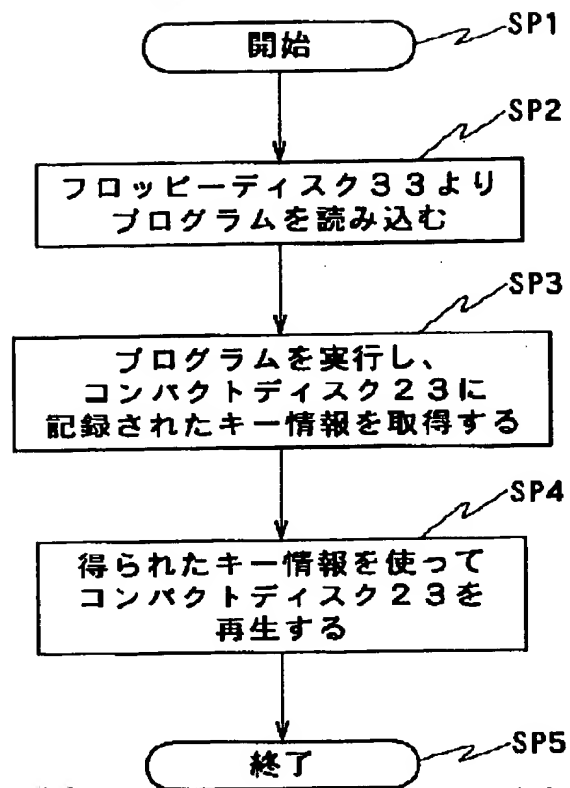 SP1
開始
SP2
フロッピーディスク３３より
プログラムを読み込む
SP3
プログラムを実行し、
コンパクトディスク２３に
記録されたキー情報を取得する
SP4
得られたキー情報を使って
コンパクトディスク２３を
再生する
SP5
終了